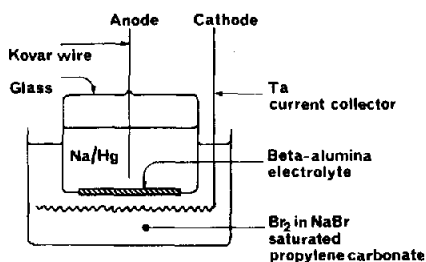 Anode
Cathode
Kovar wire
Glass
Ta
current collector
Na/Hg
Beta-alumina
electrolyte
Br₂ in NaBr
saturated
propylene carbonate